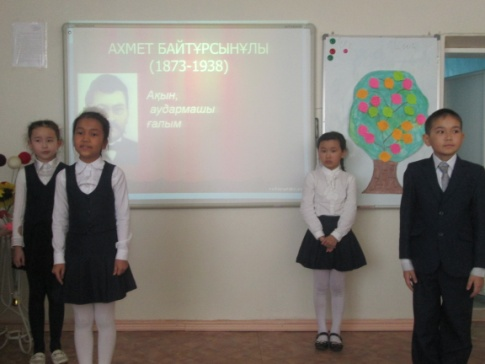 АХМЕТ БАЙТҰРСЫНҰЛЫ
(1873-1938)
Ақын,
аудармашы
ғалым